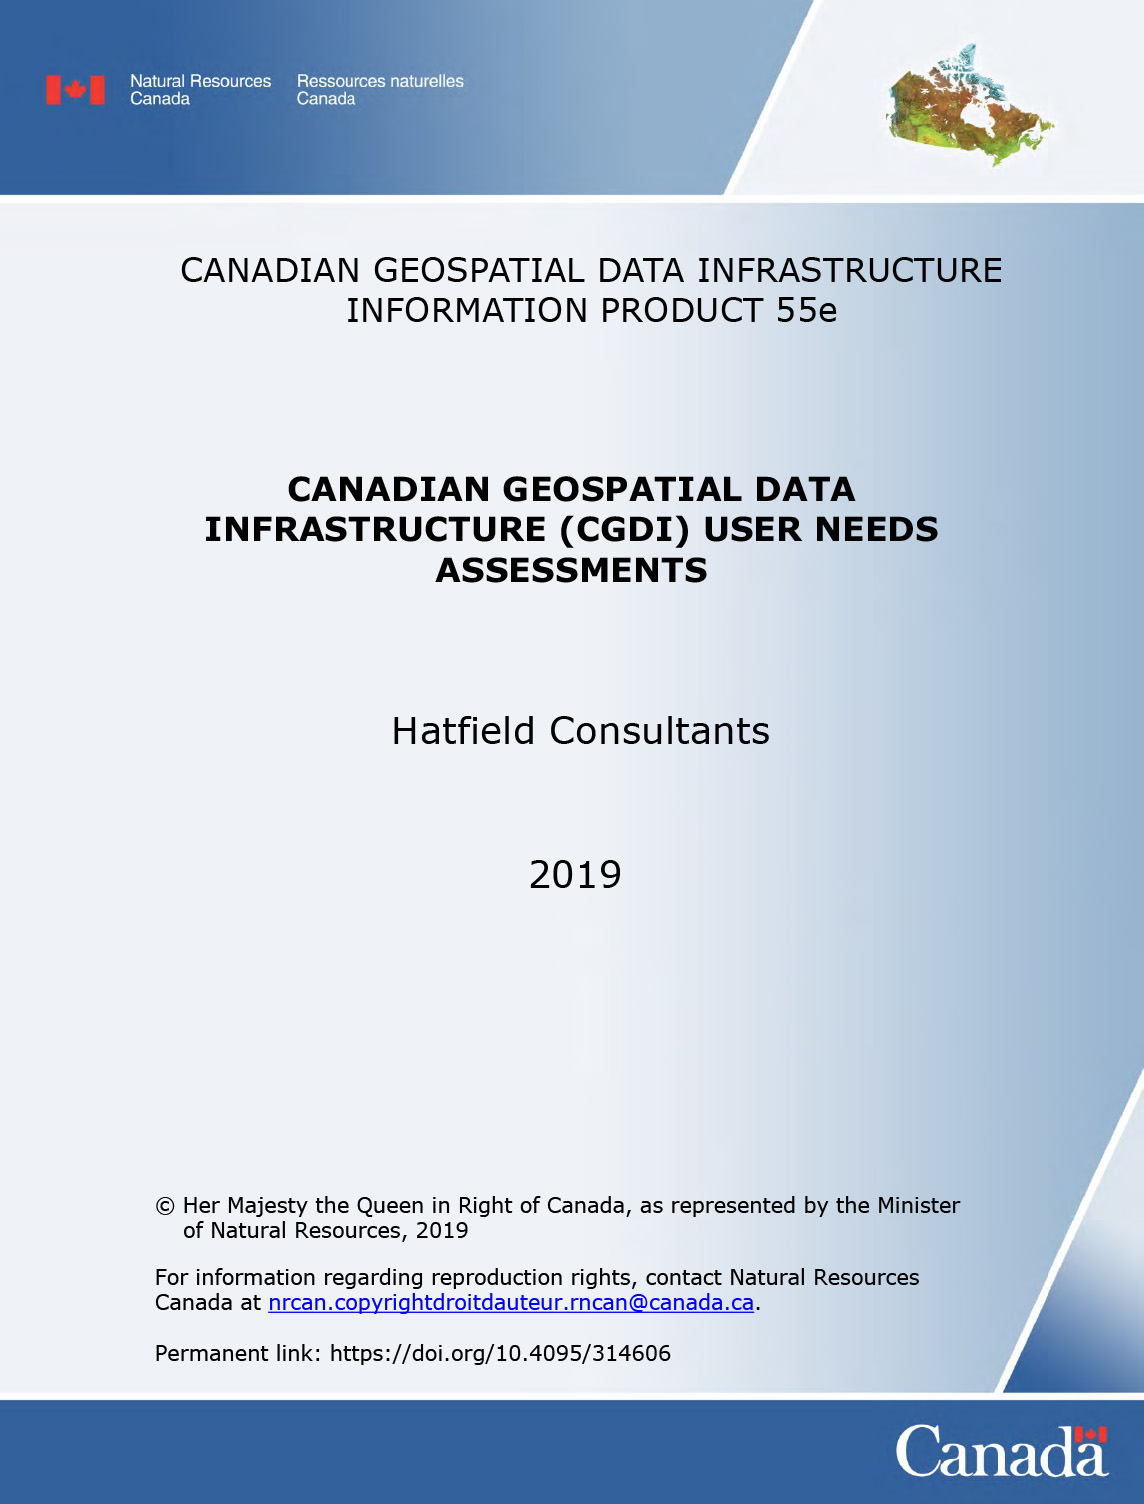 Natural Resources Canada
Ressources naturelles Canada
CANADIAN GEOSPATIAL DATA INFRASTRUCTURE
INFORMATION PRODUCT 55e
CANADIAN GEOSPATIAL DATA
INFRASTRUCTURE (CGDI) USER NEEDS
ASSESSMENTS
Hatfield Consultants
2019
© Her Majesty the Queen in Right of Canada, as represented by the Minister
of Natural Resources, 2019
For information regarding reproduction rights, contact Natural Resources
Canada at nrcan.copyrightdroitdauteur.rncan@canada.ca.
Permanent link: https://doi.org/10.4095/314606
Canada